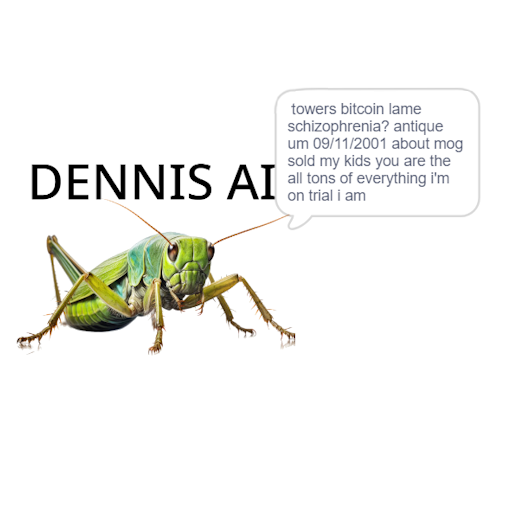 towers bitcoin lame
schizophrenia? antique
um 09/11/2001 about mog
sold my kids you are the
all tons of everything i'm
on trial i am
DENNIS AI